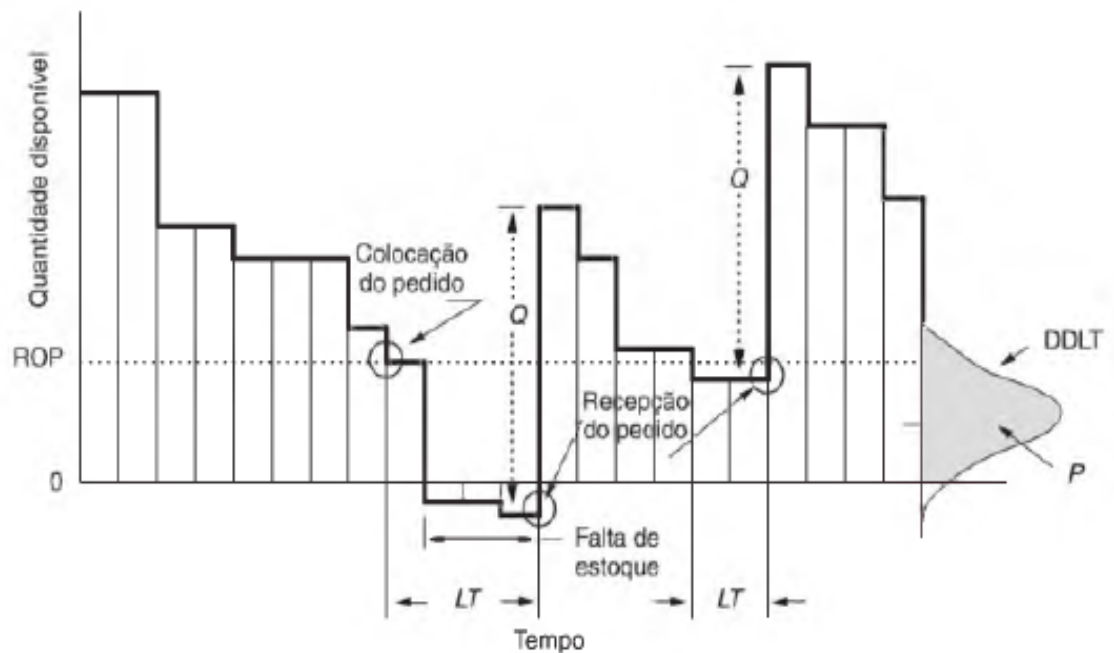 Quantidade disponível
ROP
0
Colocação
do pedido
Q
Q
Recepção
do pedido
DDLT
P
Falta de
estoque
LT
LT
Tempo